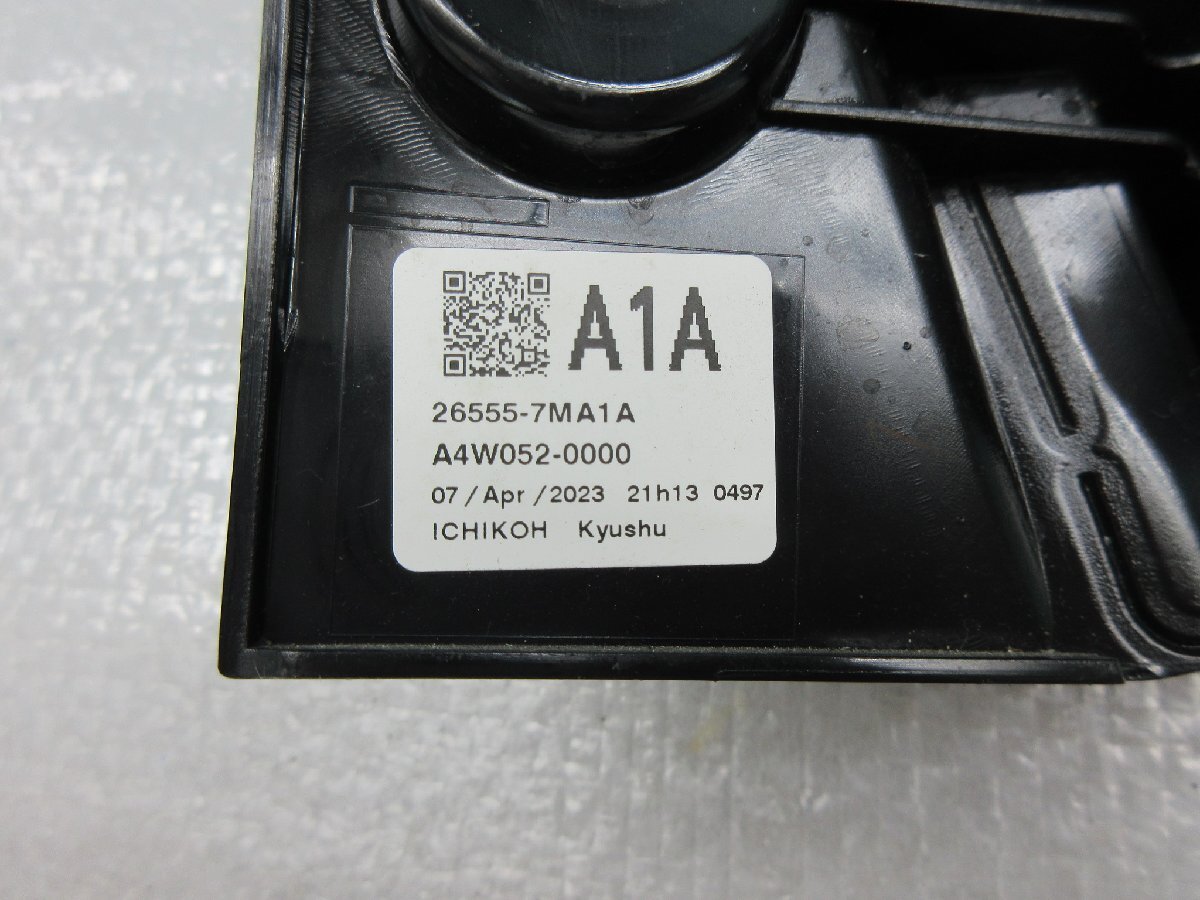 A1A
26555-7MA1A
A4W052-0000
07/Apr/2023 21h13 0497
ICHIKOH Kyushu